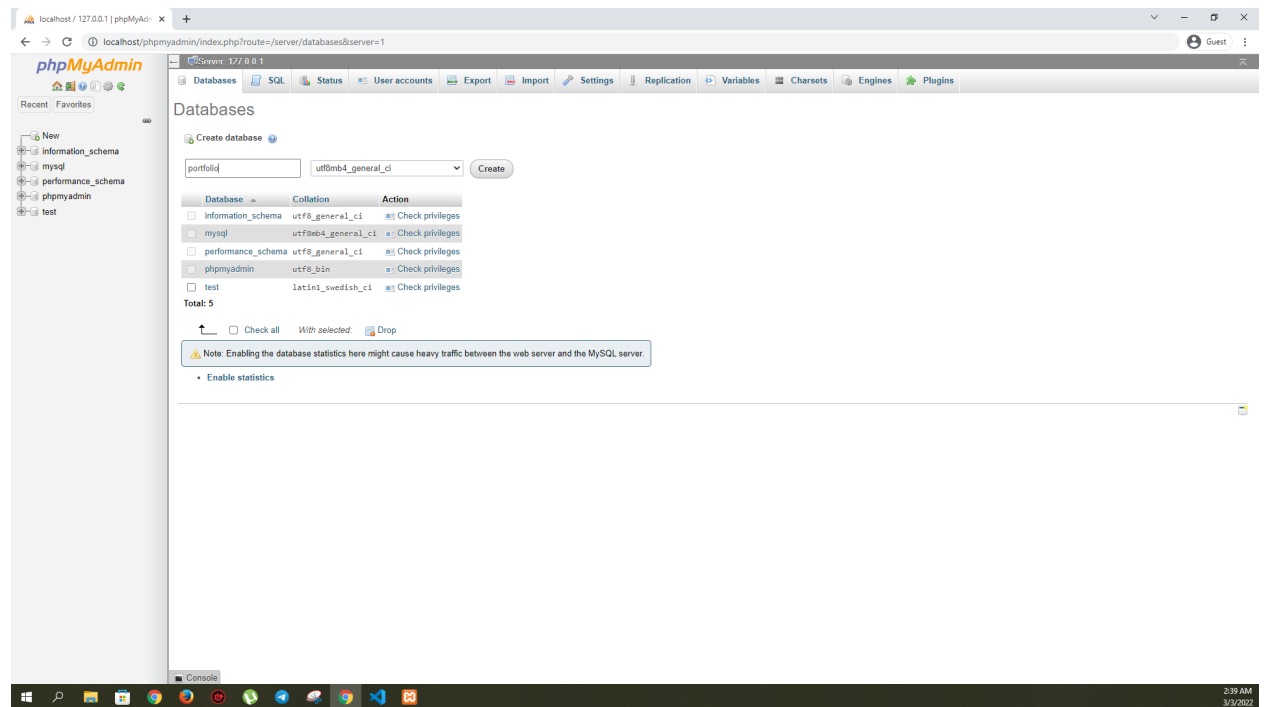 localhost / 127.0.0.1 | phpMyAdm
localhost/phpmyadmin/index.php?route=/server/databases&server=1
Guest
phpMyAdmin
Recent Favorites
New
information_schema
mysql
performance_schema
phpmyadmin
test
Server: 127.0.0.1
Databases SQL Status User accounts Export Import Settings Replication Variables Charsets Engines Plugins
Databases
Create database
portfolio utf8mb4_general_ci Create
Database Collation Action
information_schema utf8_general_ci Check privileges
mysql utf8mb4_general_ci Check privileges
performance_schema utf8_general_ci Check privileges
phpmyadmin utf8_bin Check privileges
test latin1_swedish_ci Check privileges
Total: 5
Check all With selected: Drop
Note: Enabling the database statistics here might cause heavy traffic between the web server and the MySQL server.
• Enable statistics
Console
2:39 AM
3/3/2022